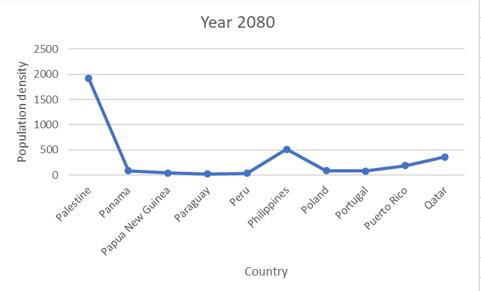 Year 2080
Population density
2500
2000
1500
1000
500
0
Palestine
Panama
Papua New Guinea
Paraguay
Peru
Philippines
Poland
Portugal
Puerto Rico
Qatar
Country